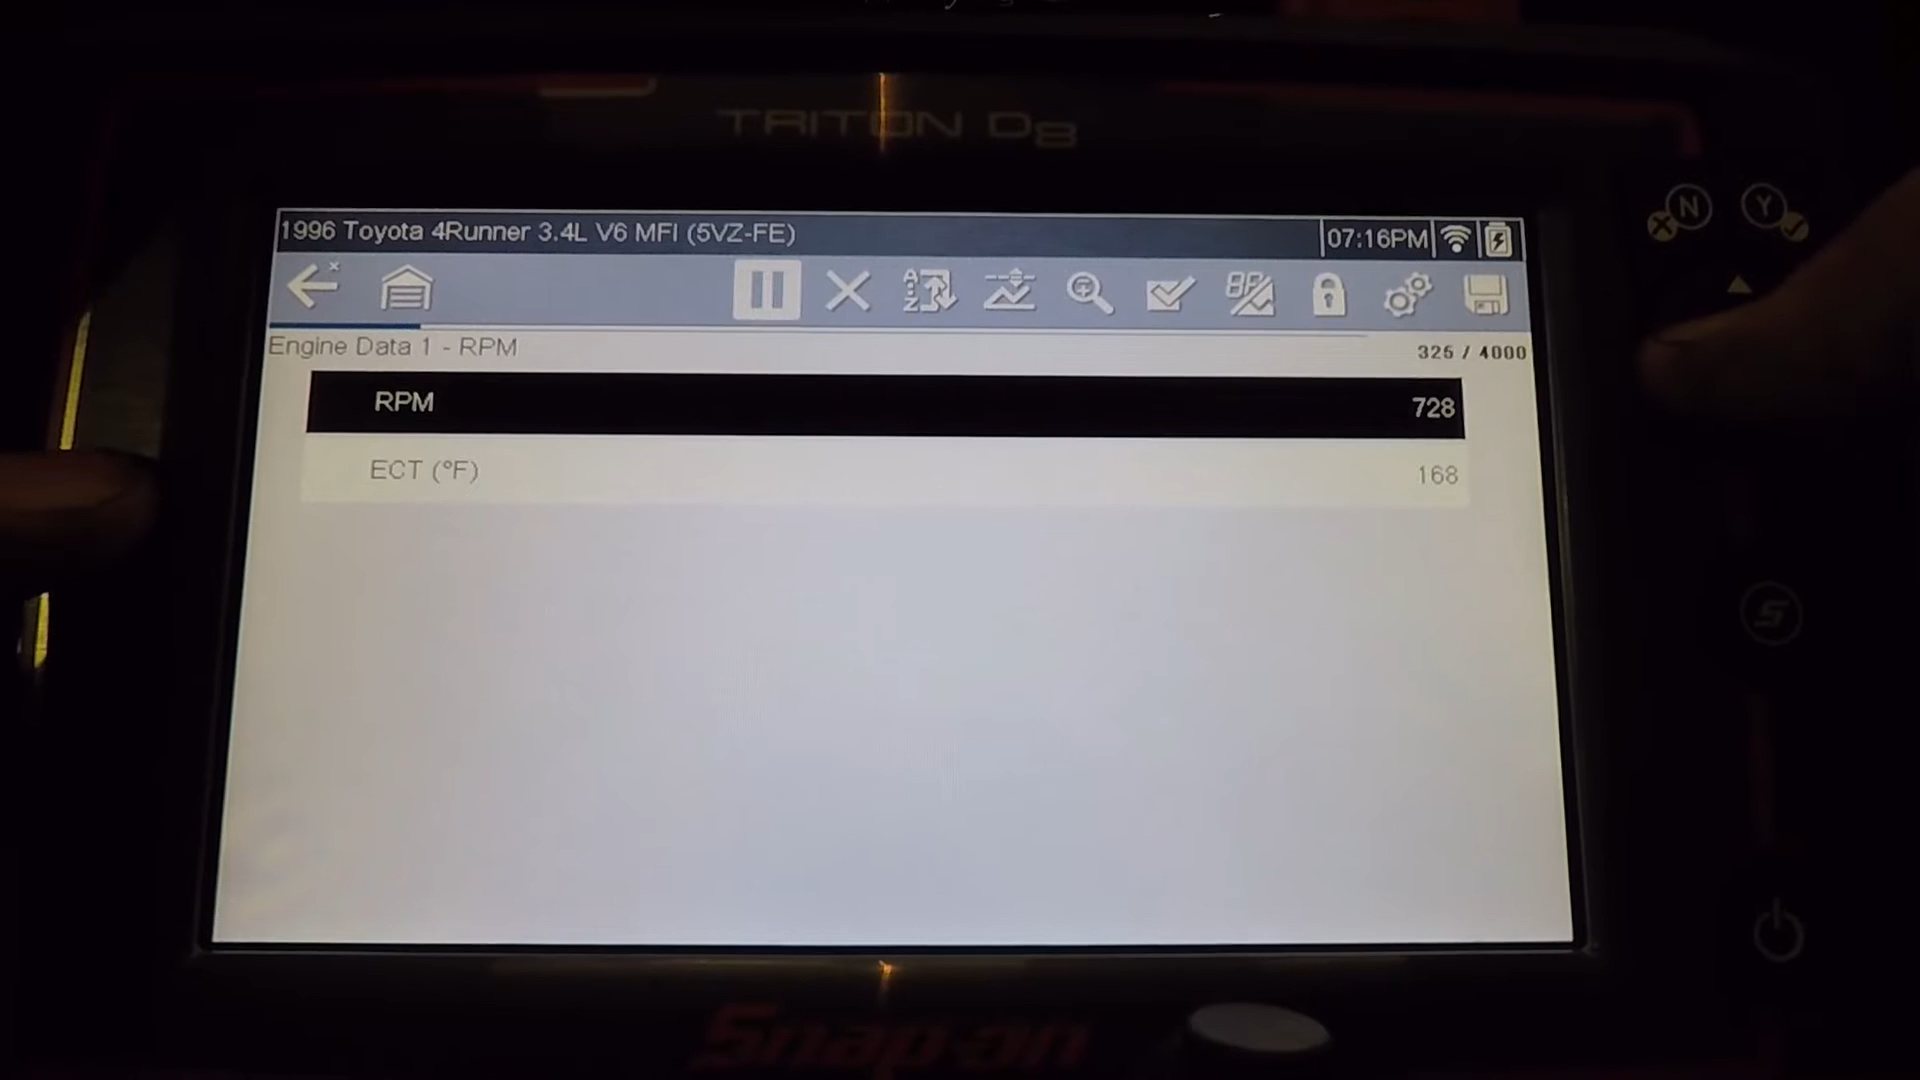 TRITON D8
N Y
1996 Toyota 4Runner 3.4L V6 MFI (5VZ-FE) 07:16PM
Engine Data 1 - RPM 325 / 4000
RPM 728
ECT (°F) 168
S
Snap-on